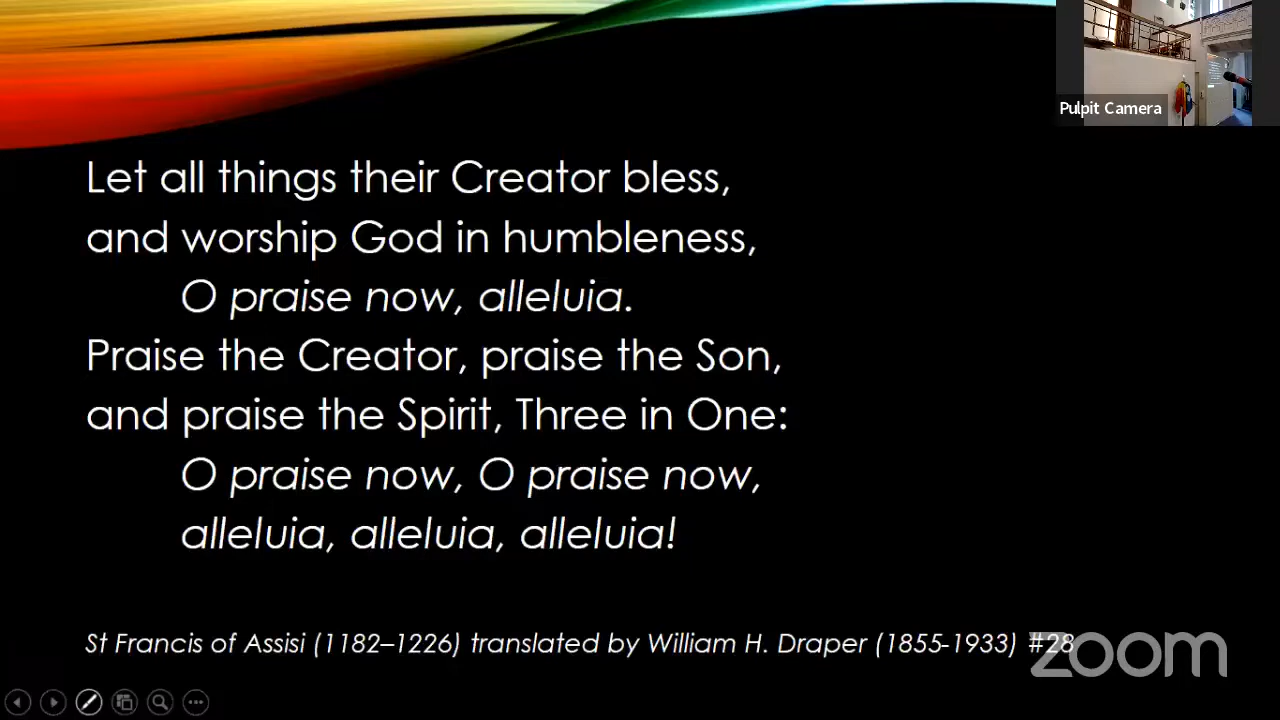 Pulpit Camera
Let all things their Creator bless,
and worship God in humbleness,
O praise now, alleluia.
Praise the Creator, praise the Son,
and praise the Spirit, Three in One:
O praise now, O praise now,
alleluia, alleluia, alleluia!
St Francis of Assisi (1182–1226) translated by William H. Draper (1855-1933) #28
zoom